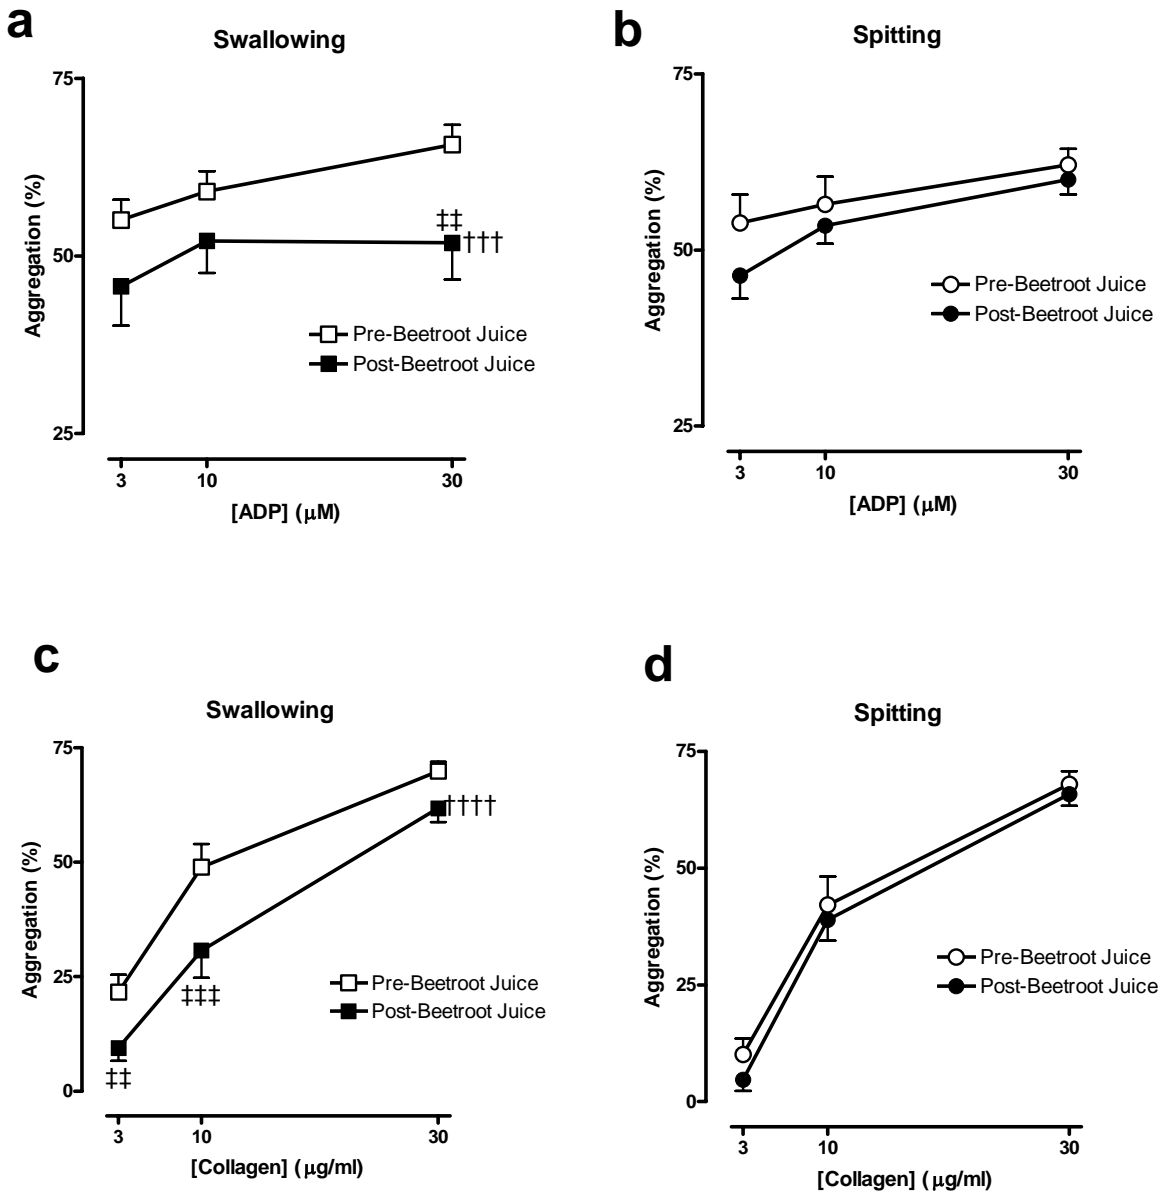 a
Swallowing
75
50
25
Aggregation (%)
‡‡
†††
Pre-Beetroot Juice
Post-Beetroot Juice
3 10 30
[ADP] (μM)
b
Spitting
75
50
25
Aggregation (%)
Pre-Beetroot Juice
Post-Beetroot Juice
3 10 30
[ADP] (μM)
c
Swallowing
75
50
25
0
Aggregation (%)
††††
‡‡‡
‡‡
Pre-Beetroot Juice
Post-Beetroot Juice
3 10 30
[Collagen] (μg/ml)
d
Spitting
75
50
25
0
Aggregation (%)
Pre-Beetroot Juice
Post-Beetroot Juice
3 10 30
[Collagen] (μg/ml)